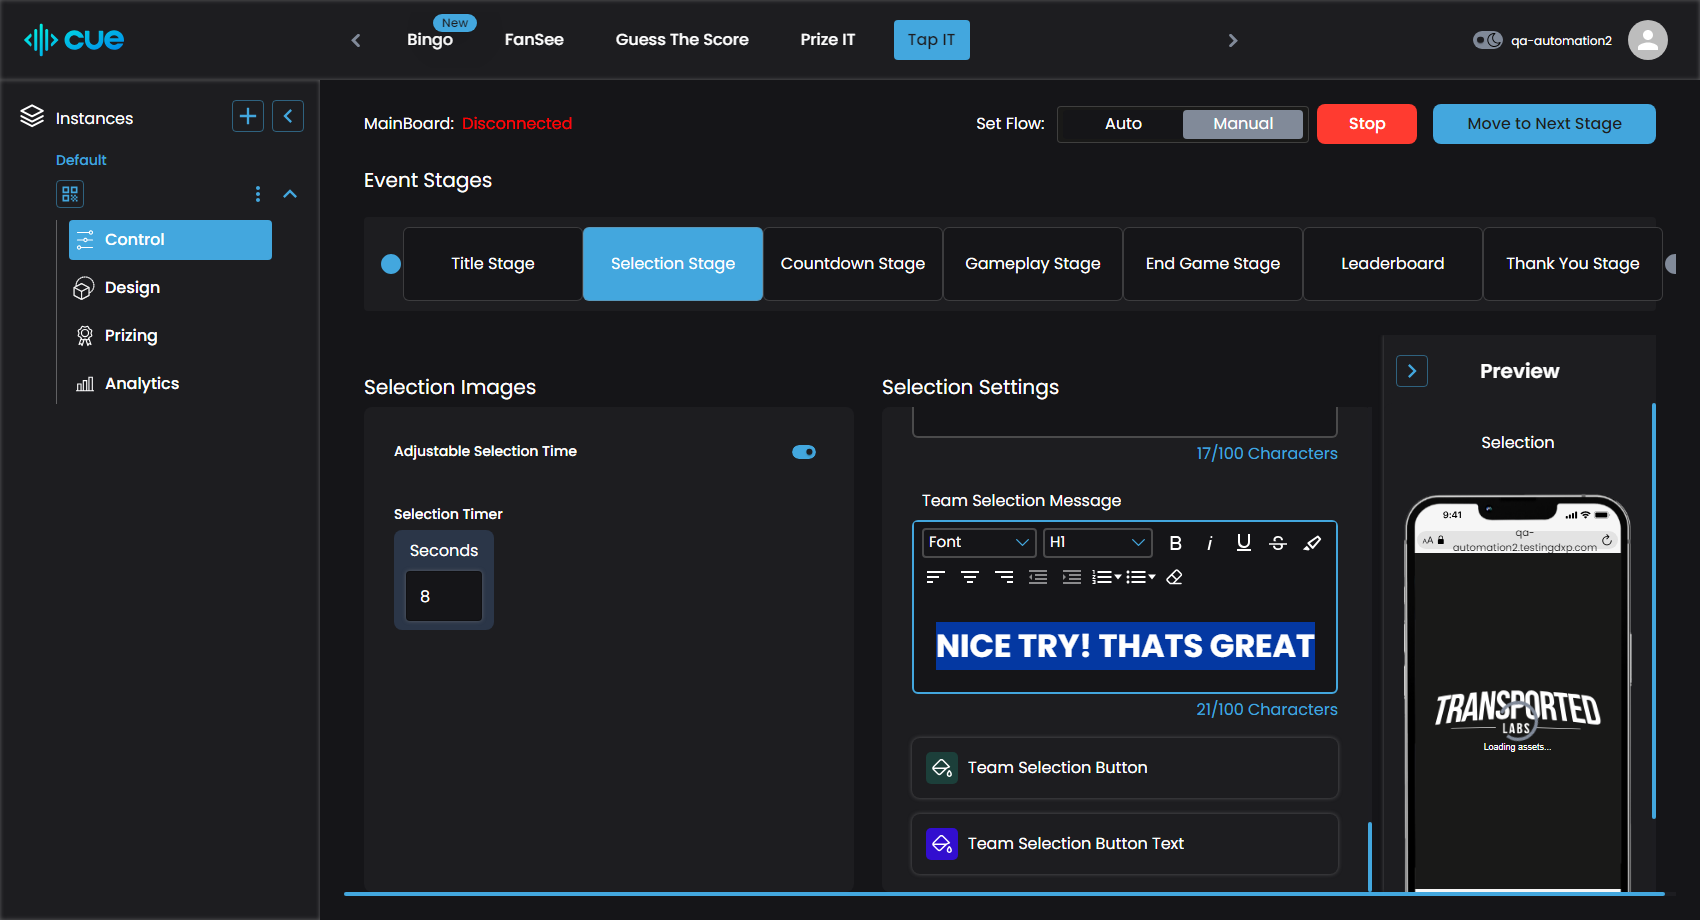 cue
Bingo
New
FanSee
Guess The Score
Prize IT
Tap IT
qa-automation2
Instances
Default
Control
Design
Prizing
Analytics
MainBoard: Disconnected
Set Flow:
Auto
Manual
Stop
Move to Next Stage
Event Stages
Title Stage
Selection Stage
Countdown Stage
Gameplay Stage
End Game Stage
Leaderboard
Thank You Stage
Selection Images
Adjustable Selection Time
Selection Timer
Seconds
8
Selection Settings
17/100 Characters
Team Selection Message
Font
H1
B
i
U
S
NICE TRY! THATS GREAT
21/100 Characters
Team Selection Button
Team Selection Button Text
Preview
Selection
9:41
AA
qa-
automation2.testingdxp.com
TRANSPORTED
LABS
Loading assets...